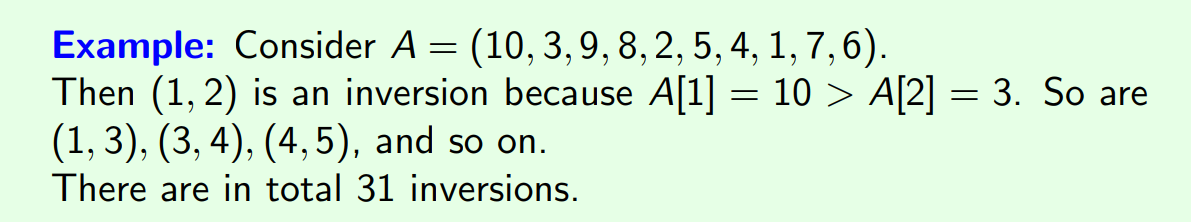 Example: Consider A = (10, 3, 9, 8, 2, 5, 4, 1, 7, 6).
Then (1, 2) is an inversion because A[1] = 10 > A[2] = 3. So are
(1, 3), (3, 4), (4, 5), and so on.
There are in total 31 inversions.